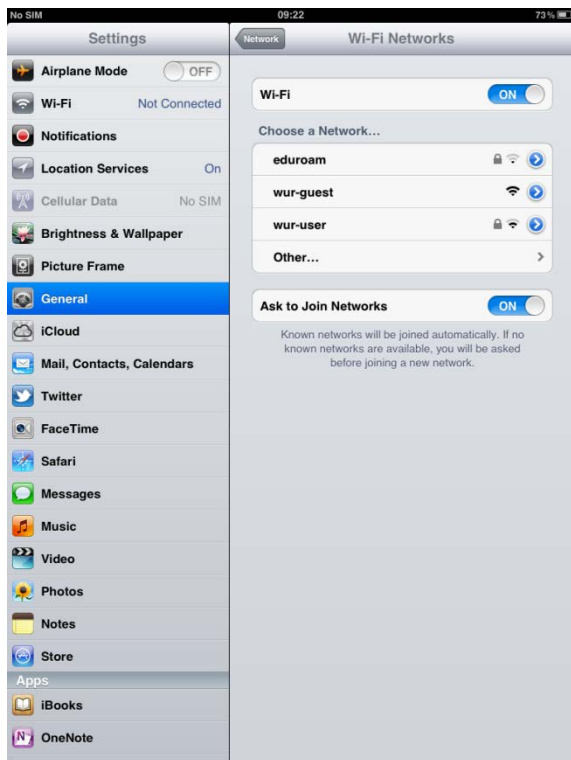 No SIM 09:22 73%
Settings
Airplane Mode OFF
Wi-Fi Not Connected
Notifications
Location Services On
Cellular Data No SIM
Brightness & Wallpaper
Picture Frame
General
iCloud
Mail, Contacts, Calendars
Twitter
FaceTime
Safari
Messages
Music
Video
Photos
Notes
Store
Apps
iBooks
OneNote
Network Wi-Fi Networks
Wi-Fi ON
Choose a Network...
eduroam
wur-guest
wur-user
Other...
Ask to Join Networks ON
Known networks will be joined automatically. If no
known networks are available, you will be asked
before joining a new network.